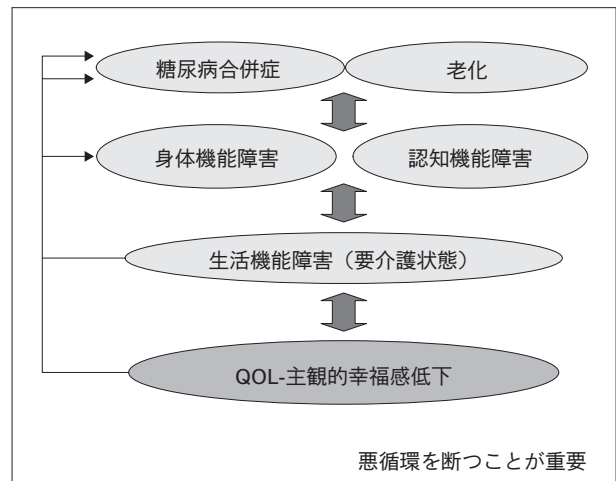 糖尿病合併症
老化
身体機能障害
認知機能障害
生活機能障害（要介護状態）
QOL-主観的幸福感低下
悪循環を断つことが重要